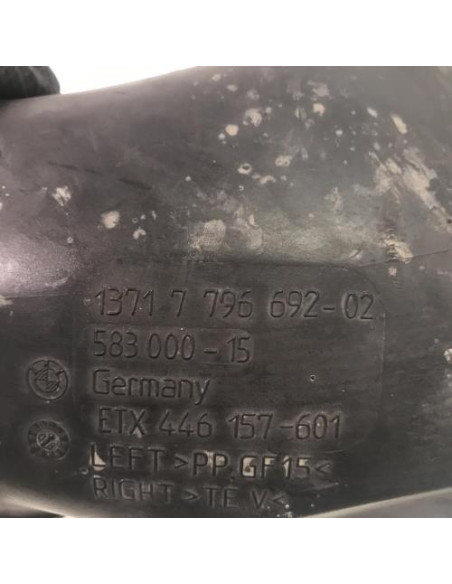 1371 7 796 692-02
583 000-15
Germany
ETX 446 157-601
LEFT >PP GF15<
RIGHT >TE V<